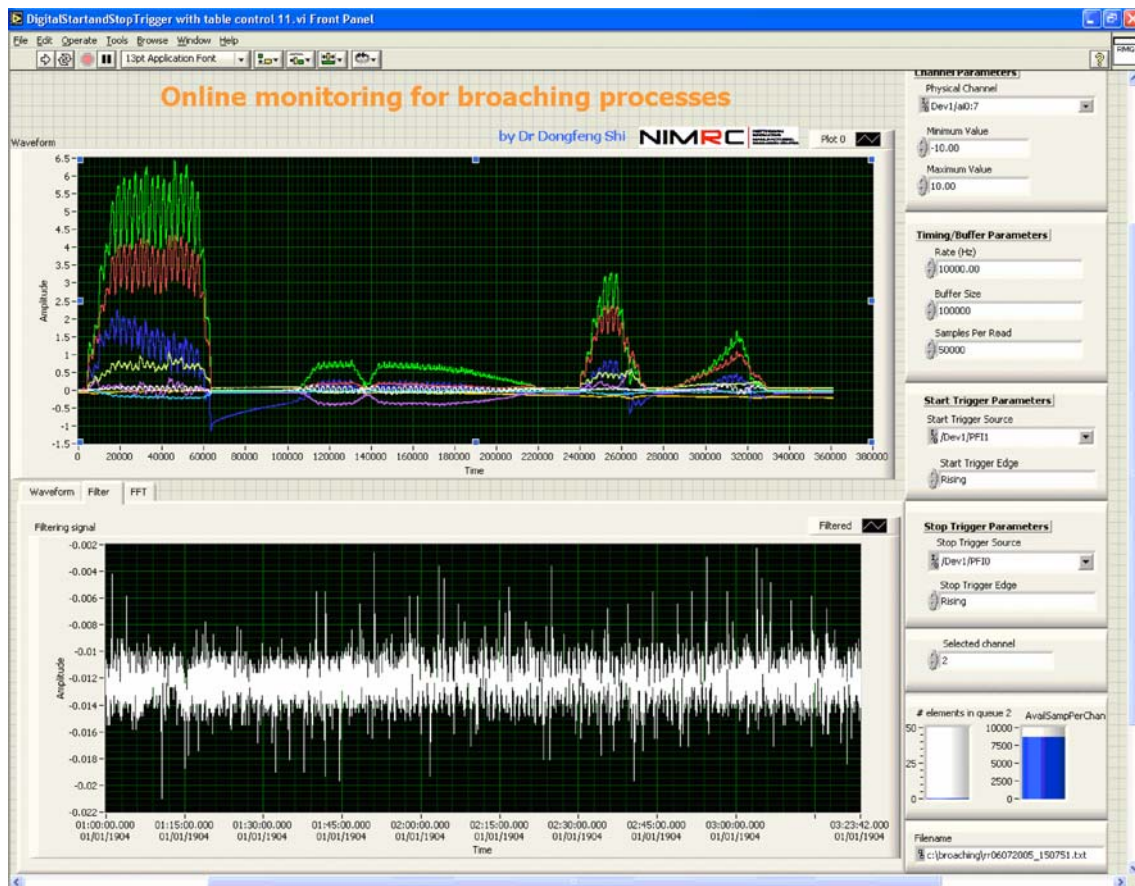 DigitalStartandStopTrigger with table control 11.vi Front Panel
File Edit Operate Tools Browse Window Help
13pt Application Font
RMG
Online monitoring for broaching processes
by Dr Dongfeng Shi NIMRC
Waveform
Plot 0
6.5
6
5.5
5
4.5
4
3.5
3
2.5
2
1.5
1
0.5
0
-0.5
-1
-1.5
Amplitude
0 20000 40000 60000 80000 100000 120000 140000 160000 180000 200000 220000 240000 260000 280000 300000 320000 340000 360000 380000
Time
Waveform Filter FFT
Filtering signal
Filtered
-0.002
-0.004
-0.006
-0.008
-0.01
-0.012
-0.014
-0.016
-0.018
-0.02
-0.022
Amplitude
01:00:00.000 01:15:00.000 01:30:00.000 01:45:00.000 02:00:00.000 02:15:00.000 02:30:00.000 02:45:00.000 03:00:00.000 03:23:42.000
01/01/1904 01/01/1904 01/01/1904 01/01/1904 01/01/1904 01/01/1904 01/01/1904 01/01/1904 01/01/1904 01/01/1904
Time
Channel Parameters
Physical Channel
Dev1/ai0:7
Minimum Value
-10.00
Maximum Value
10.00
Timing/Buffer Parameters
Rate (Hz)
10000.00
Buffer Size
100000
Samples Per Read
50000
Start Trigger Parameters
Start Trigger Source
/Dev1/PFI1
Start Trigger Edge
Rising
Stop Trigger Parameters
Stop Trigger Source
/Dev1/PFI0
Stop Trigger Edge
Rising
Selected channel
2
# elements in queue 2
50
25
0
AvailSampPerChan
10000
7500
5000
2500
0
Filename
c:\broaching\rr06072005_150751.txt